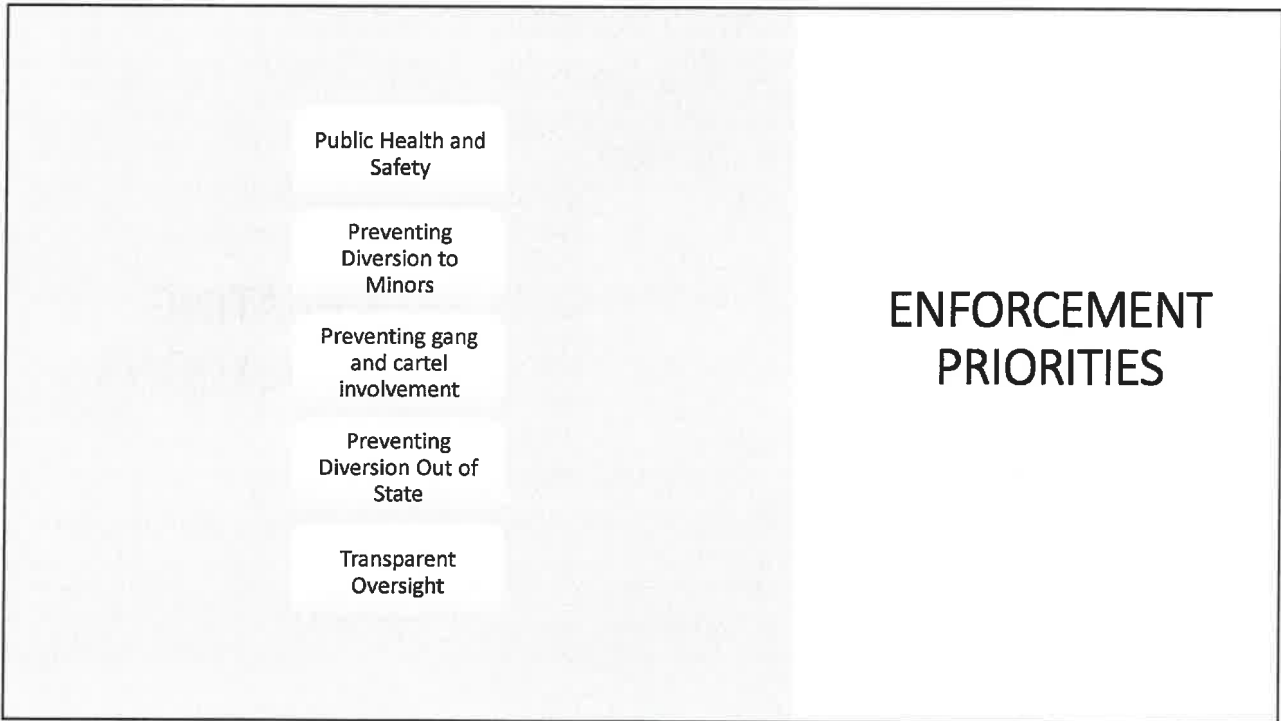 Public Health and
Safety
Preventing
Diversion to
Minors
Preventing gang
and cartel
involvement
Preventing
Diversion Out of
State
Transparent
Oversight
ENFORCEMENT
PRIORITIES